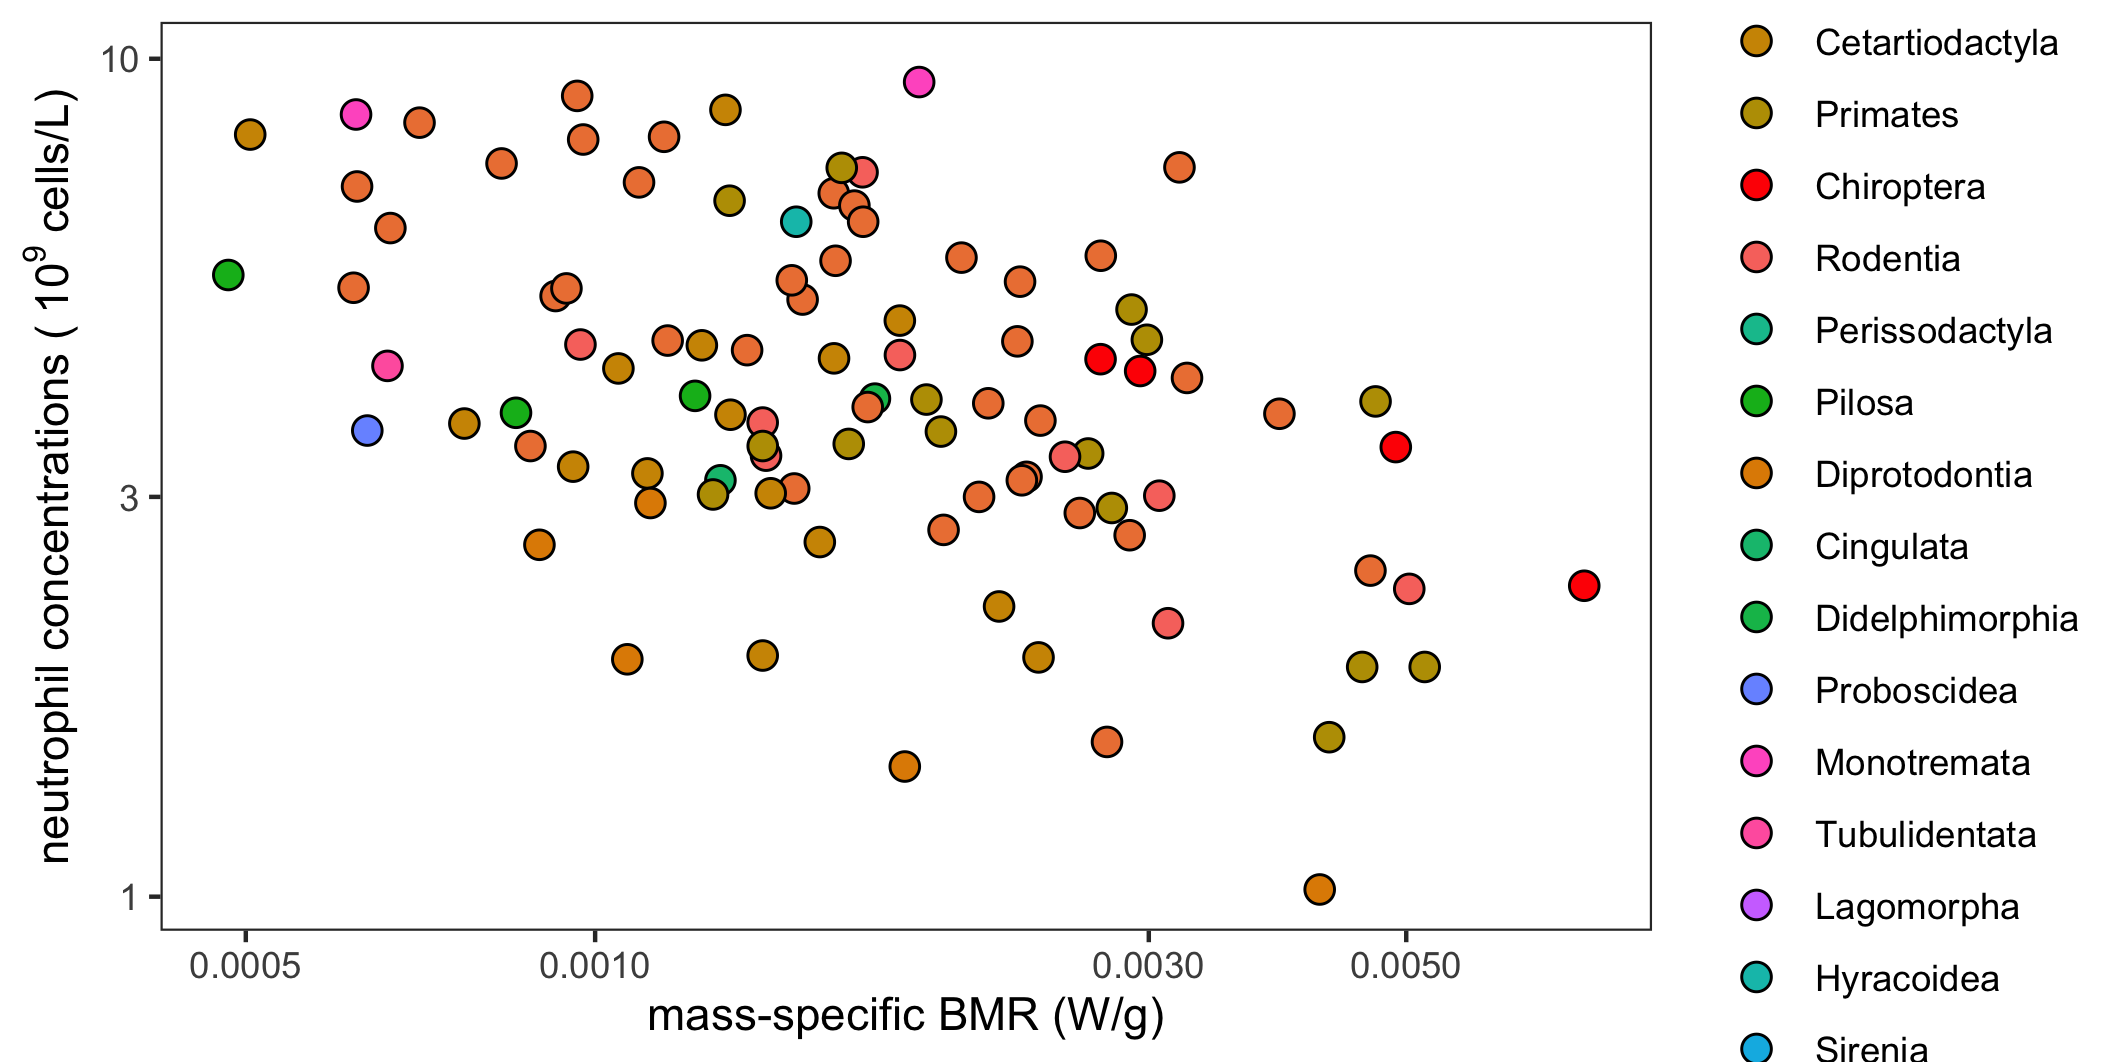 neutrophil concentrations ( 10⁹ cells/L)
10
3
1
0.0005
0.0010
0.0030
0.0050
mass-specific BMR (W/g)
Cetartiodactyla
Primates
Chiroptera
Rodentia
Perissodactyla
Pilosa
Diprotodontia
Cingulata
Didelphimorphia
Proboscidea
Monotremata
Tubulidentata
Lagomorpha
Hyracoidea
Sirenia